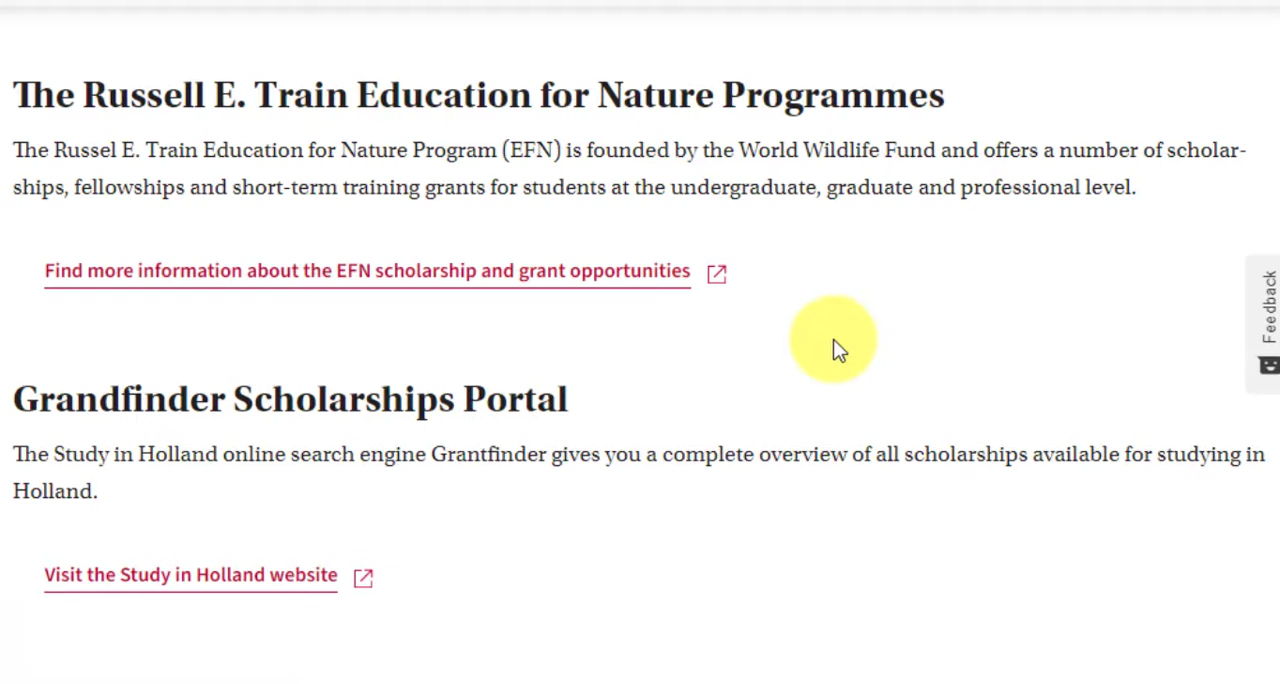 The Russell E. Train Education for Nature Programmes
The Russel E. Train Education for Nature Program (EFN) is founded by the World Wildlife Fund and offers a number of scholar-
ships, fellowships and short-term training grants for students at the undergraduate, graduate and professional level.
Find more information about the EFN scholarship and grant opportunities
Feedback
Grandfinder Scholarships Portal
The Study in Holland online search engine Grantfinder gives you a complete overview of all scholarships available for studying in
Holland.
Visit the Study in Holland website